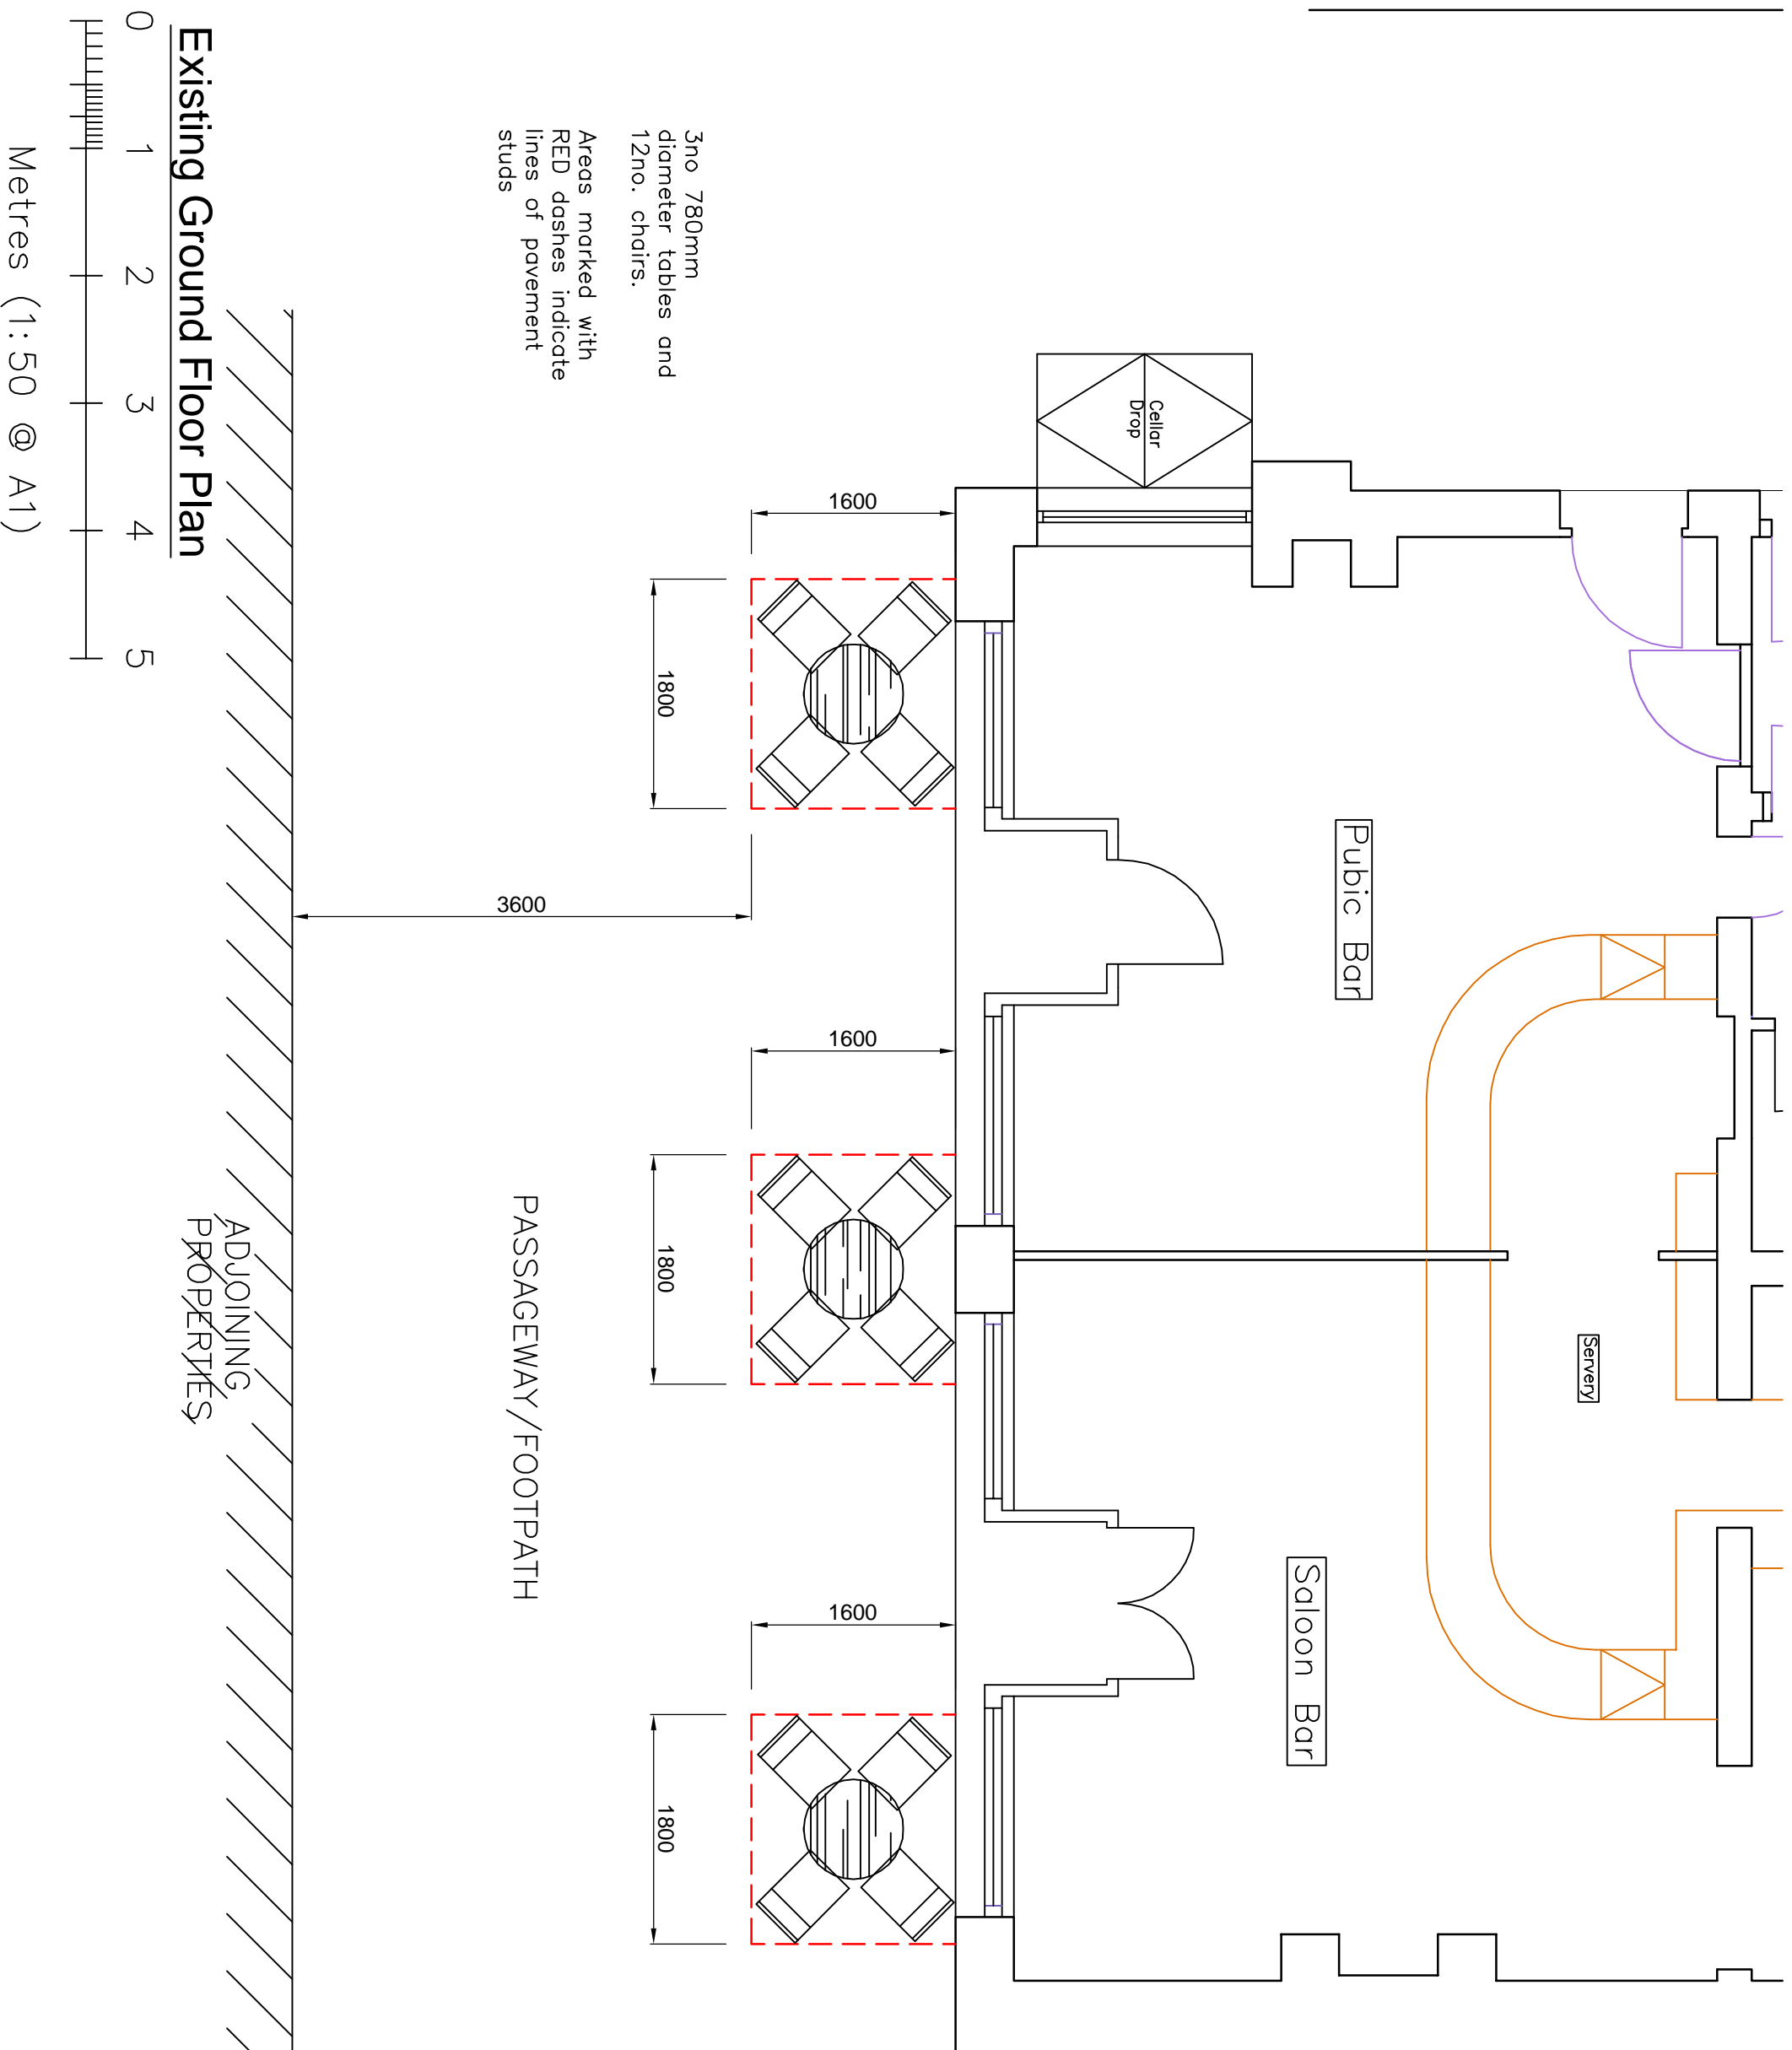 Cellar
Drop
Pubic Bar
Saloon Bar
Servery
3no 780mm
diameter tables and
12no. chairs.
Areas marked with
RED dashes indicate
lines of pavement
studs
1600
1800
3600
1600
1800
1600
1800
PASSAGEWAY/FOOTPATH
ADJOINING
PROPERTIES
Existing Ground Floor Plan
0 1 2 3 4 5
Metres (1:50 @ A1)